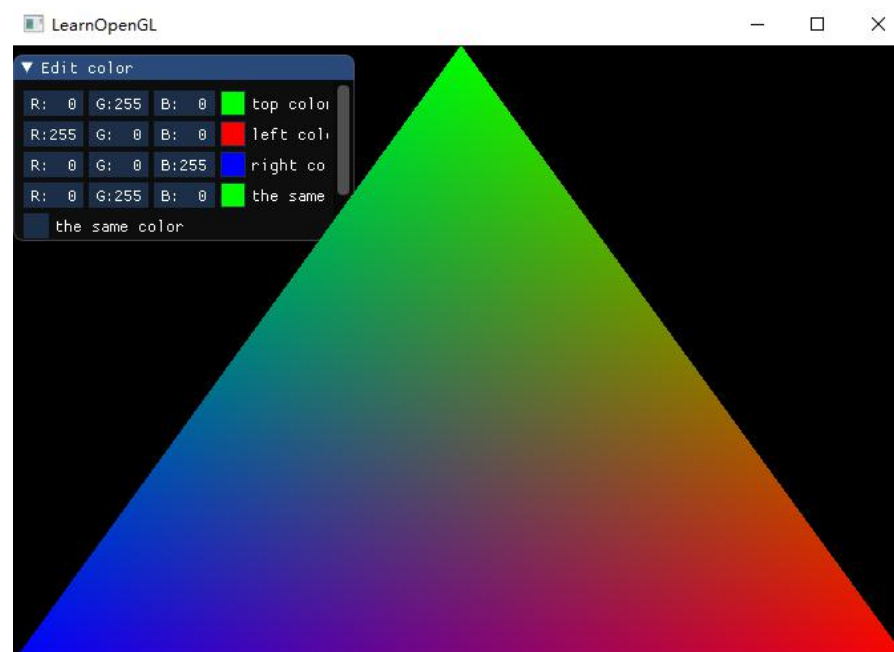 LearnOpenGL
Edit color
R: 0 G:255 B: 0 top color
R:255 G: 0 B: 0 left col
R: 0 G: 0 B:255 right co
R: 0 G:255 B: 0 the same
the same color